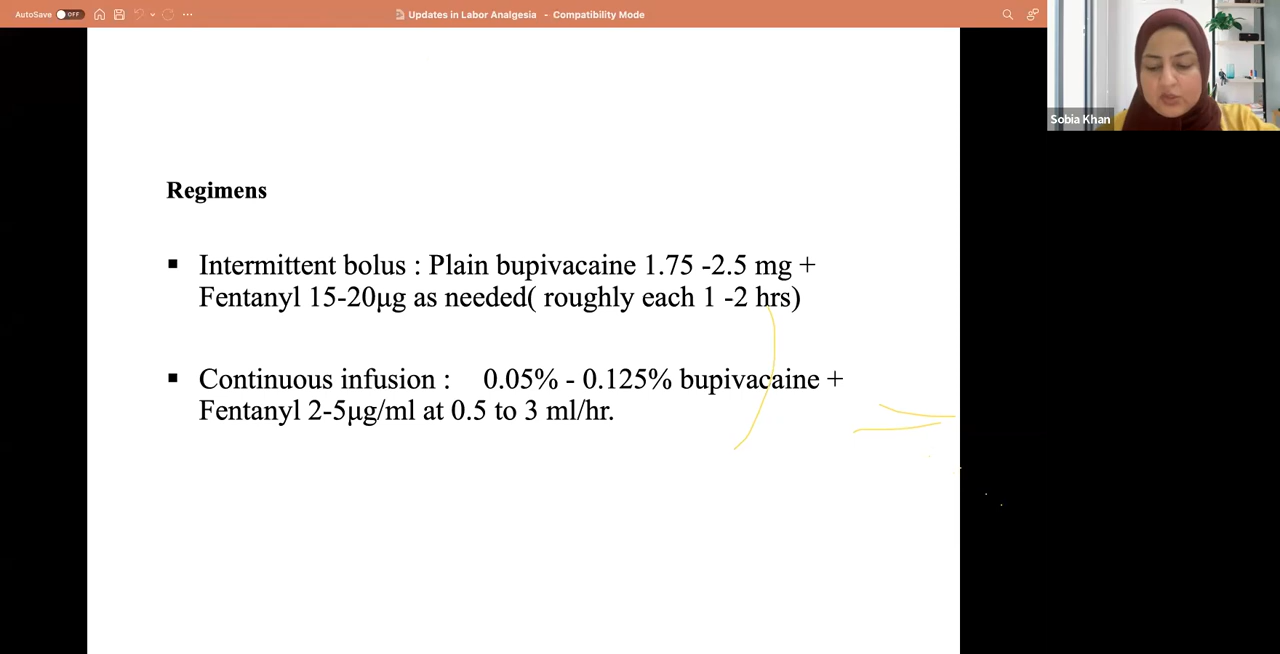 AutoSave OFF
Updates in Labor Analgesia - Compatibility Mode
Sobia Khan
Regimens
▪ Intermittent bolus : Plain bupivacaine 1.75 -2.5 mg +
Fentanyl 15-20μg as needed( roughly each 1 -2 hrs)
▪ Continuous infusion : 0.05% - 0.125% bupivacaine +
Fentanyl 2-5μg/ml at 0.5 to 3 ml/hr.